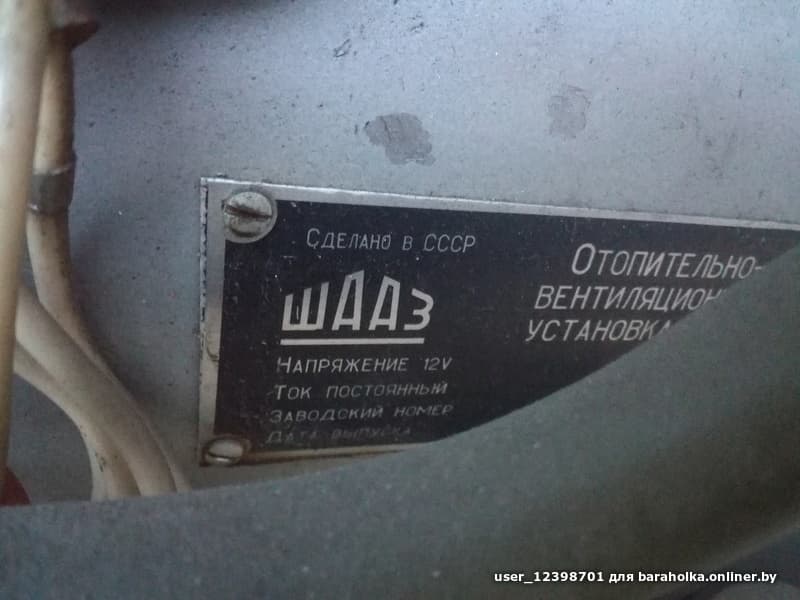 Сделано в СССР
ШААЗ
Напряжение 12V
Ток постоянный
Заводский номер
Дата выпуска
Отопительно-
вентиляцион
установка
user_12398701 для baraholka.onliner.by